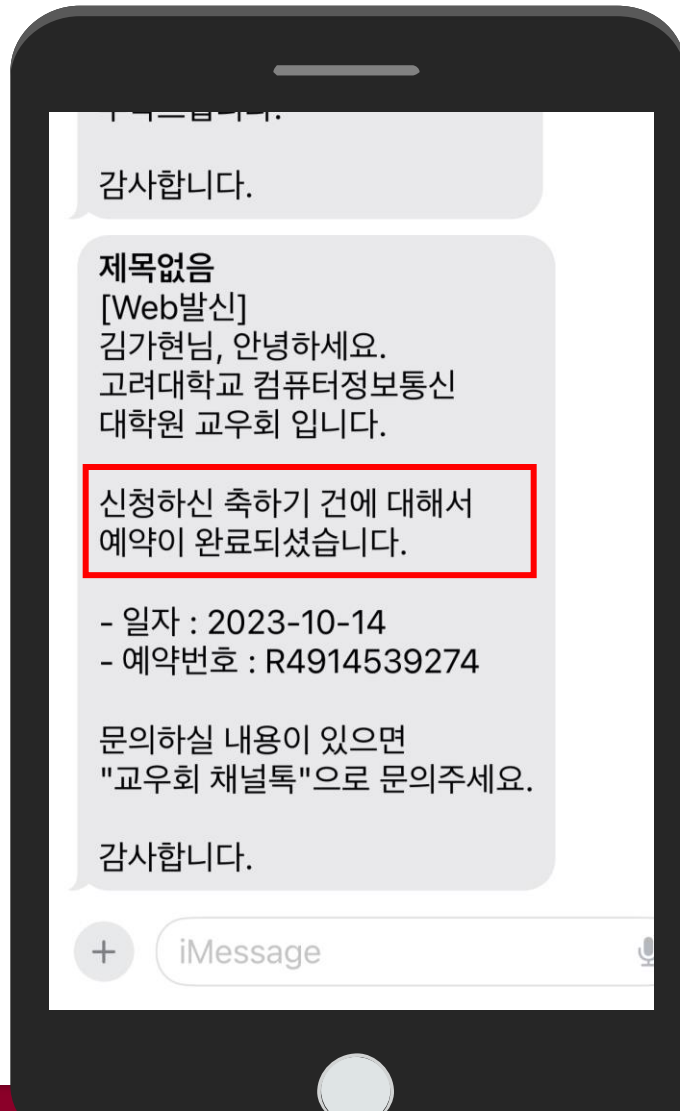 감사합니다.
제목없음
[Web발신]
김가현님, 안녕하세요.
고려대학교 컴퓨터정보통신
대학원 교우회 입니다.
신청하신 축하기 건에 대해서
예약이 완료되셨습니다.
- 일자 : 2023-10-14
- 예약번호 : R4914539274
문의하실 내용이 있으면
"교우회 채널톡"으로 문의주세요.
감사합니다.
iMessage